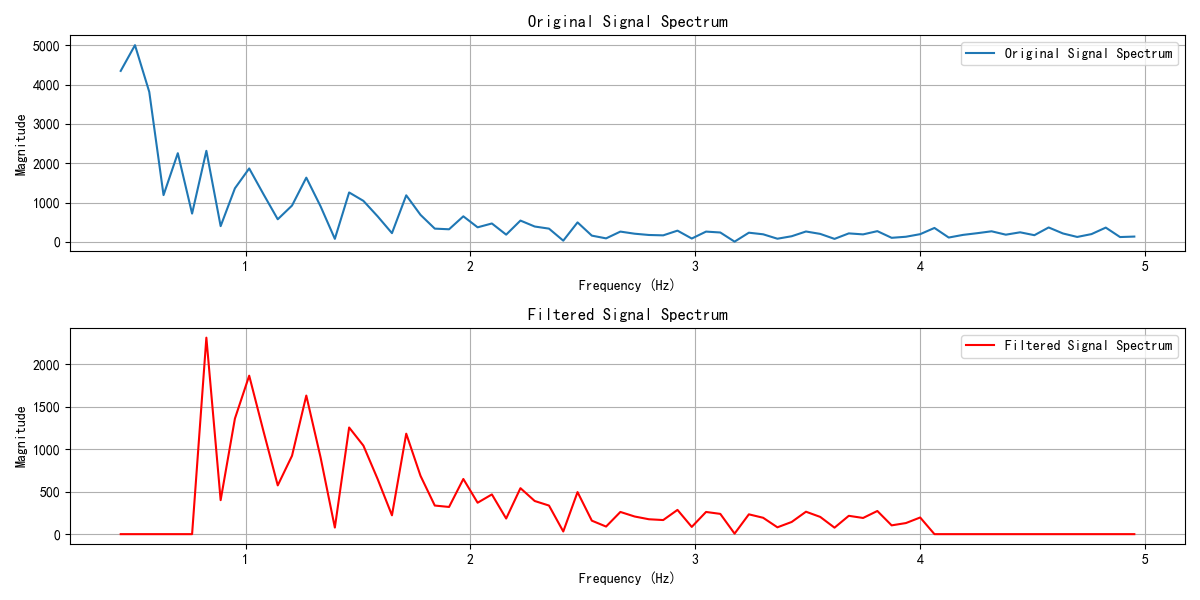 Original Signal Spectrum
Original Signal Spectrum
5000
4000
3000
2000
1000
0
Magnitude
1
2
3
4
5
Frequency (Hz)
Filtered Signal Spectrum
Filtered Signal Spectrum
2000
1500
1000
500
0
Magnitude
1
2
3
4
5
Frequency (Hz)